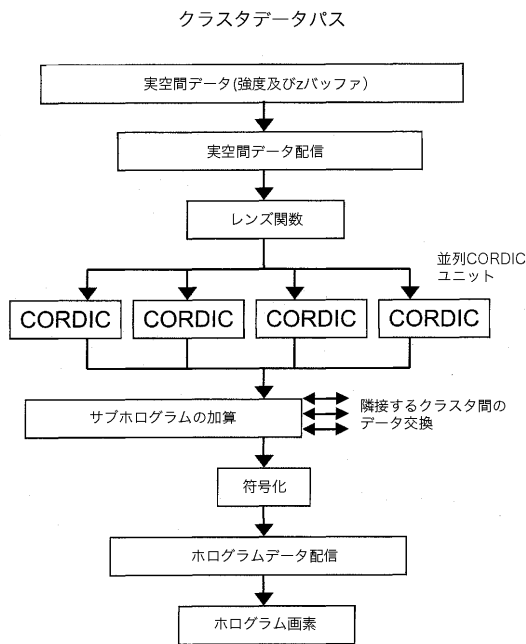 クラスタデータパス
実空間データ(強度及びzバッファ)
実空間データ配信
レンズ関数
並列CORDIC
ユニット
CORDIC CORDIC CORDIC CORDIC
サブホログラムの加算
隣接するクラスタ間の
データ交換
符号化
ホログラムデータ配信
ホログラム画素